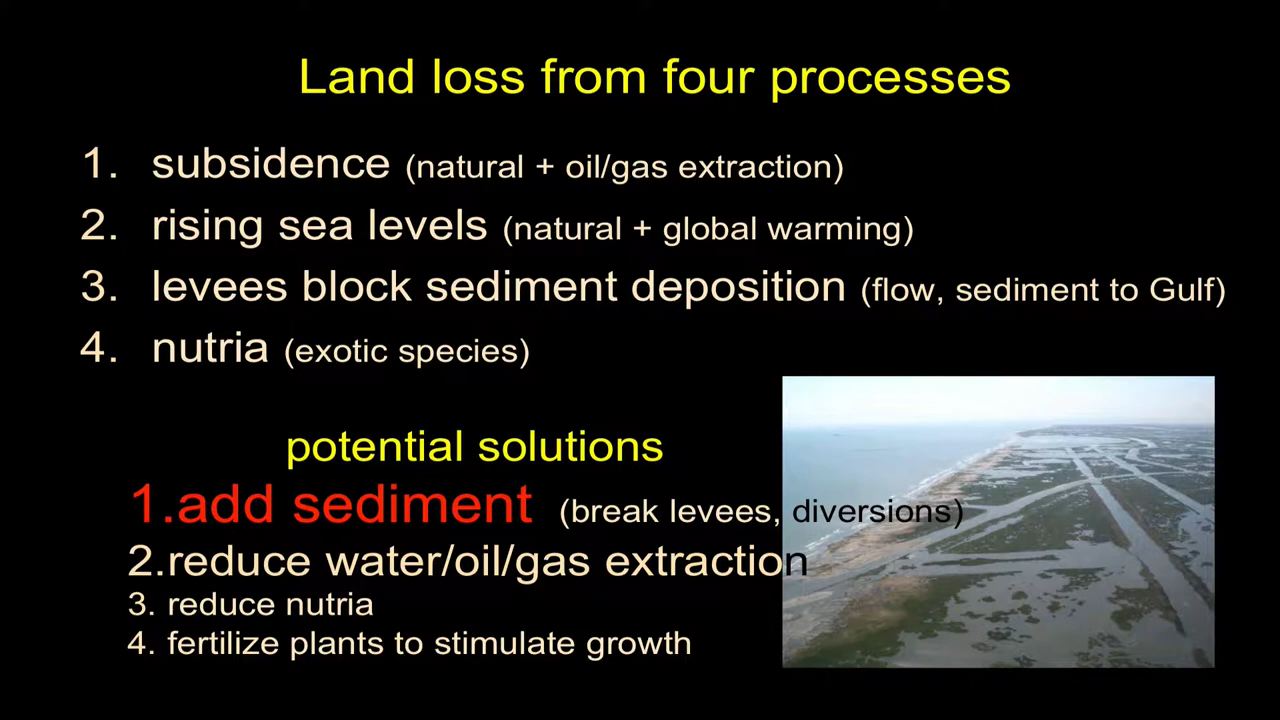 Land loss from four processes
1. subsidence (natural + oil/gas extraction)
2. rising sea levels (natural + global warming)
3. levees block sediment deposition (flow, sediment to Gulf)
4. nutria (exotic species)
potential solutions
1.add sediment (break levees, diversions)
2.reduce water/oil/gas extraction
3. reduce nutria
4. fertilize plants to stimulate growth